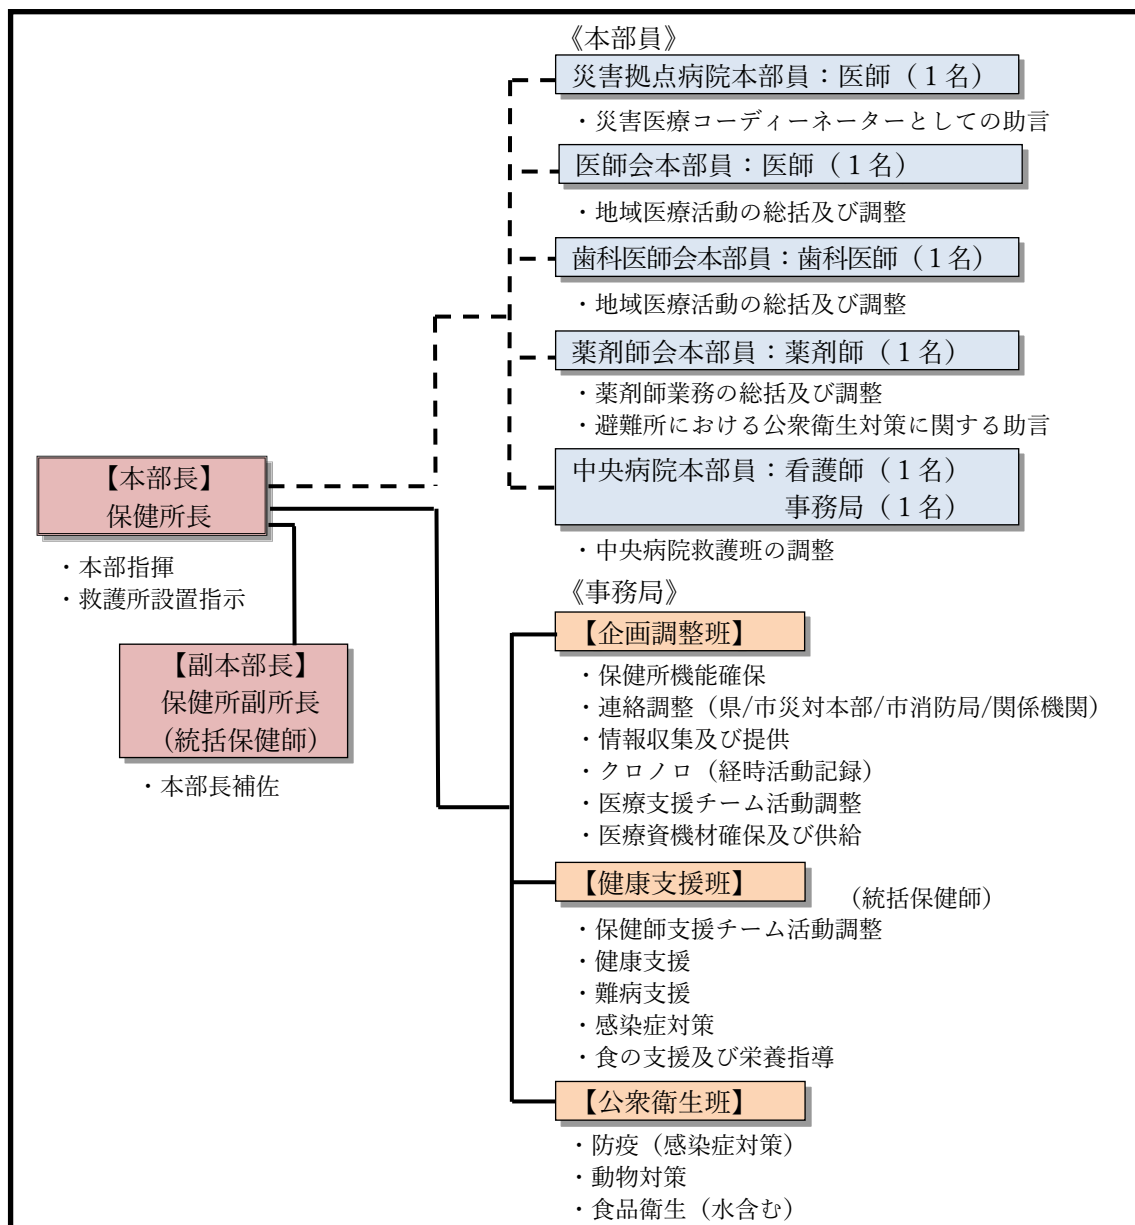 《本部員》
災害拠点病院本部員：医師（１名）
・災害医療コーディーネーターとしての助言
医師会本部員：医師（１名）
・地域医療活動の総括及び調整
歯科医師会本部員：歯科医師（１名）
・地域医療活動の総括及び調整
薬剤師会本部員：薬剤師（１名）
・薬剤師業務の総括及び調整
・避難所における公衆衛生対策に関する助言
中央病院本部員：看護師（１名）
事務局（１名）
・中央病院救護班の調整
【本部長】
保健所長
・本部指揮
・救護所設置指示
【副本部長】
保健所副所長
（統括保健師）
・本部長補佐
《事務局》
【企画調整班】
・保健所機能確保
・連絡調整（県/市災対本部/市消防局/関係機関）
・情報収集及び提供
・クロノロ（経時活動記録）
・医療支援チーム活動調整
・医療資機材確保及び供給
【健康支援班】
（統括保健師）
・保健師支援チーム活動調整
・健康支援
・難病支援
・感染症対策
・食の支援及び栄養指導
【公衆衛生班】
・防疫（感染症対策）
・動物対策
・食品衛生（水含む）